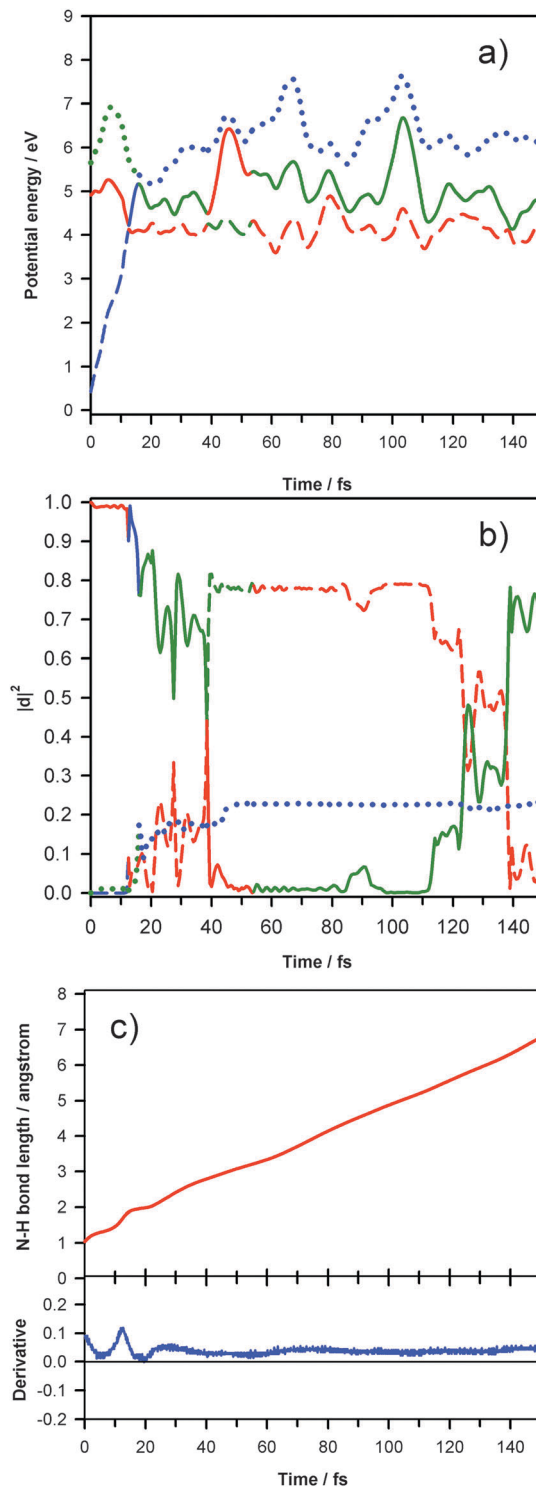 a)
9
8
7
6
5
4
3
2
1
0
Potential energy / eV
0 20 40 60 80 100 120 140
Time / fs
b)
1.0
0.9
0.8
0.7
0.6
0.5
0.4
0.3
0.2
0.1
0.0
|d|²
0 20 40 60 80 100 120 140
Time / fs
c)
8
7
6
5
4
3
2
1
0
N-H bond length / angstrom
0.2
0.1
0.0
-0.1
-0.2
Derivative
0 20 40 60 80 100 120 140
Time / fs